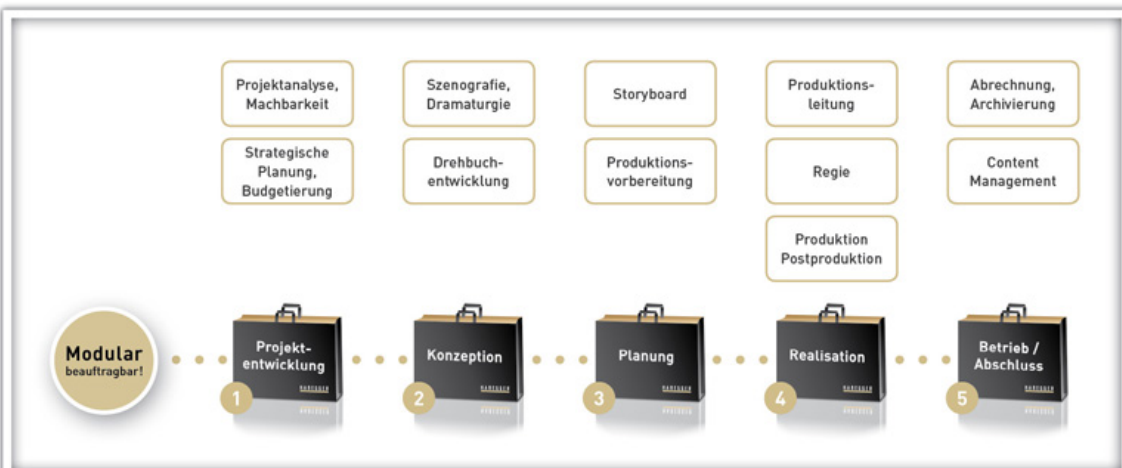 Projektanalyse,
Machbarkeit
Strategische
Planung,
Budgetierung
Szenografie,
Dramaturgie
Drehbuch-
entwicklung
Storyboard
Produktions-
vorbereitung
Produktions-
leitung
Regie
Produktion
Postproduktion
Abrechnung,
Archivierung
Content
Management
Modular
beauftragbar!
Projekt-
entwicklung
1
Konzeption
2
Planung
3
Realisation
4
Betrieb /
Abschluss
5